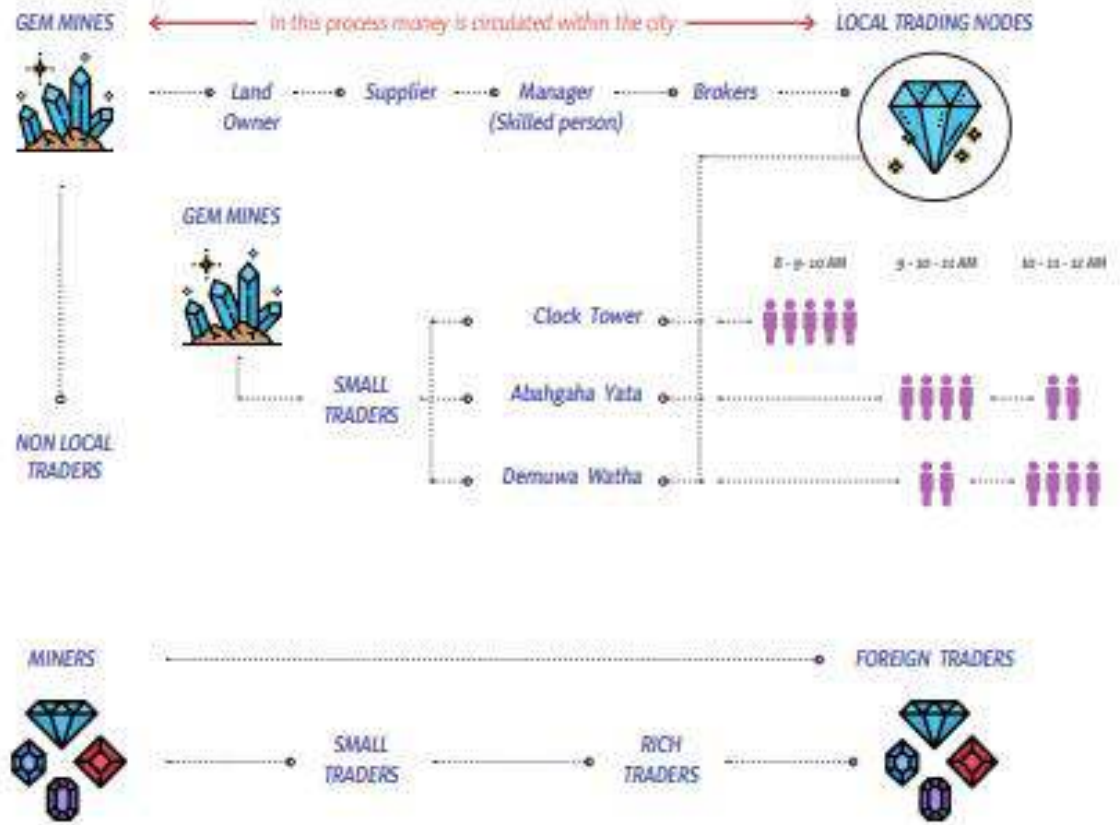 GEM MINES
In this process money is circulated within the city
LOCAL TRADING NODES
Land
Owner
Supplier
Manager
(Skilled person)
Brokers
GEM MINES
8 - 9- 10 AM
9 - 10 - 11 AM
10 - 11 - 12 AM
Clock Tower
SMALL
TRADERS
Abahgaha Yata
NON LOCAL
TRADERS
Demuwa Watha
MINERS
FOREIGN TRADERS
SMALL
TRADERS
RICH
TRADERS